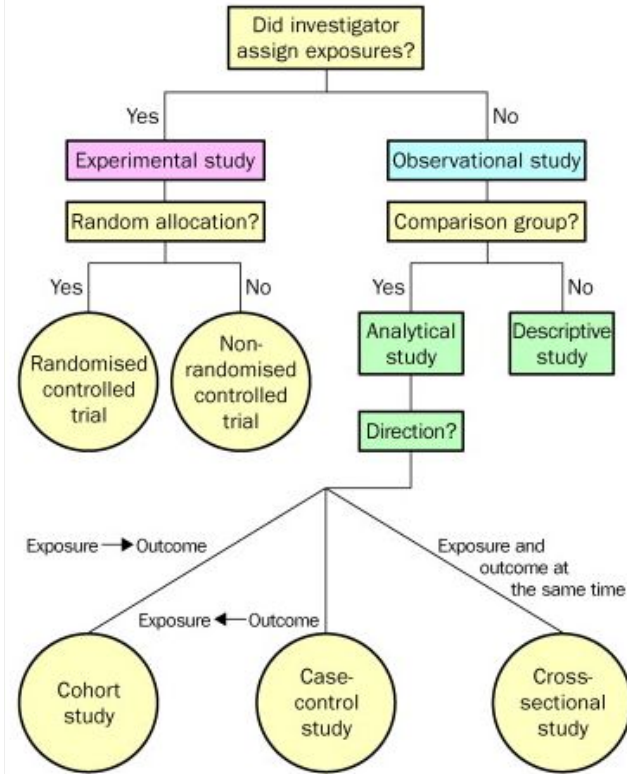 Did investigator
assign exposures?
Yes
No
Experimental study
Observational study
Random allocation?
Comparison group?
Yes
No
Yes
No
Randomised
controlled
trial
Non-
randomised
controlled
trial
Analytical
study
Descriptive
study
Direction?
Exposure → Outcome
Exposure ← Outcome
Exposure and
outcome at
the same time
Cohort
study
Case-
control
study
Cross-
sectional
study